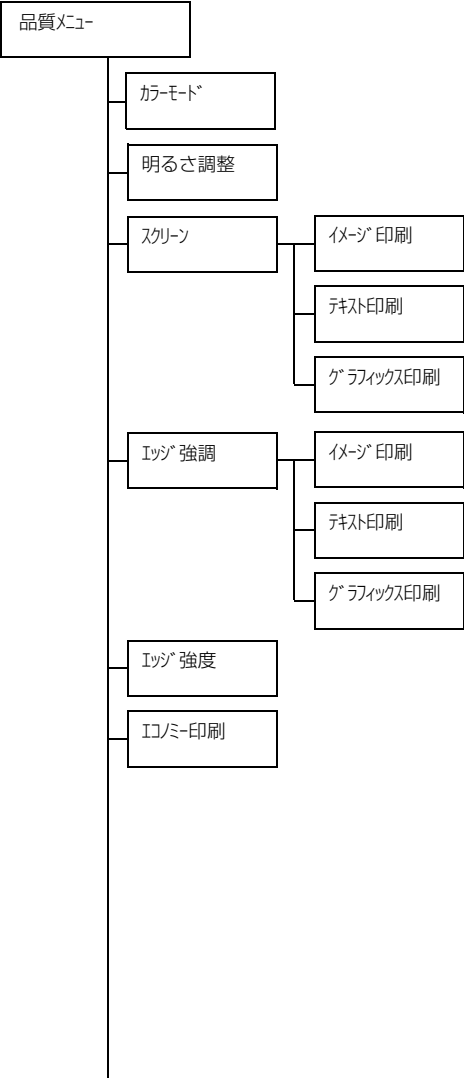 品質ﾒﾆｭｰ
ｶﾗｰﾓｰﾄﾞ
明るさ調整
ｽｸﾘｰﾝ
ｲﾒｰｼﾞ印刷
ﾃｷｽﾄ印刷
ｸﾞﾗﾌｨｯｸｽ印刷
ｴｯｼﾞ強調
ｲﾒｰｼﾞ印刷
ﾃｷｽﾄ印刷
ｸﾞﾗﾌｨｯｸｽ印刷
ｴｯｼﾞ強度
ｴｺﾉﾐｰ印刷